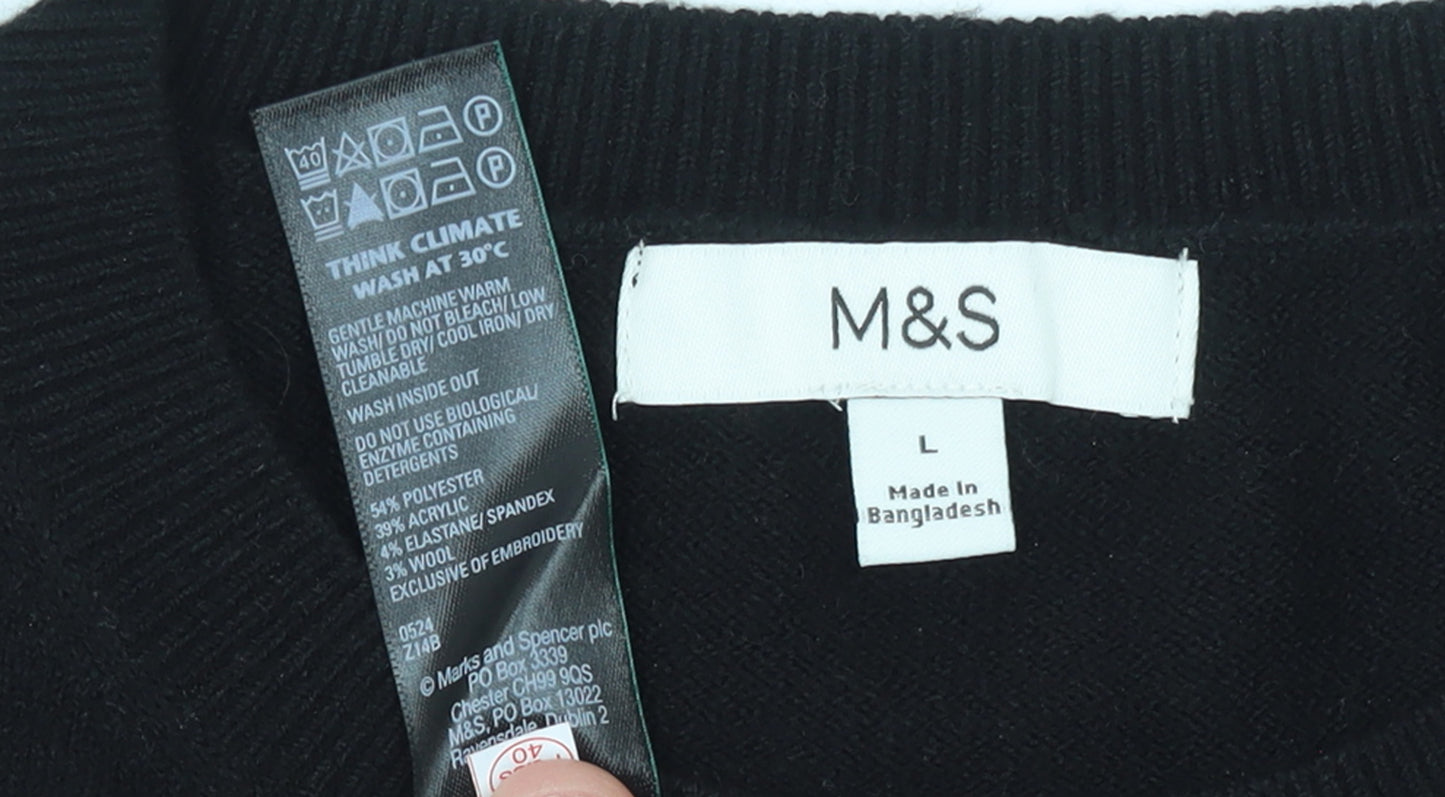 40
P
P
THINK CLIMATE
WASH AT 30°C
GENTLE MACHINE WARM
WASH/ DO NOT BLEACH/ LOW
TUMBLE DRY/ COOL IRON/ DRY
CLEANABLE
WASH INSIDE OUT
DO NOT USE BIOLOGICAL/
ENZYME CONTAINING
DETERGENTS
54% POLYESTER
39% ACRYLIC
4% ELASTANE/ SPANDEX
3% WOOL
EXCLUSIVE OF EMBROIDERY
0524
Z14B
© Marks and Spencer plc
PO Box 3339
Chester CH99 9QS
M&S, PO Box 13022
Ravensdale, Dublin 2
40
M&S
L
Made In
Bangladesh